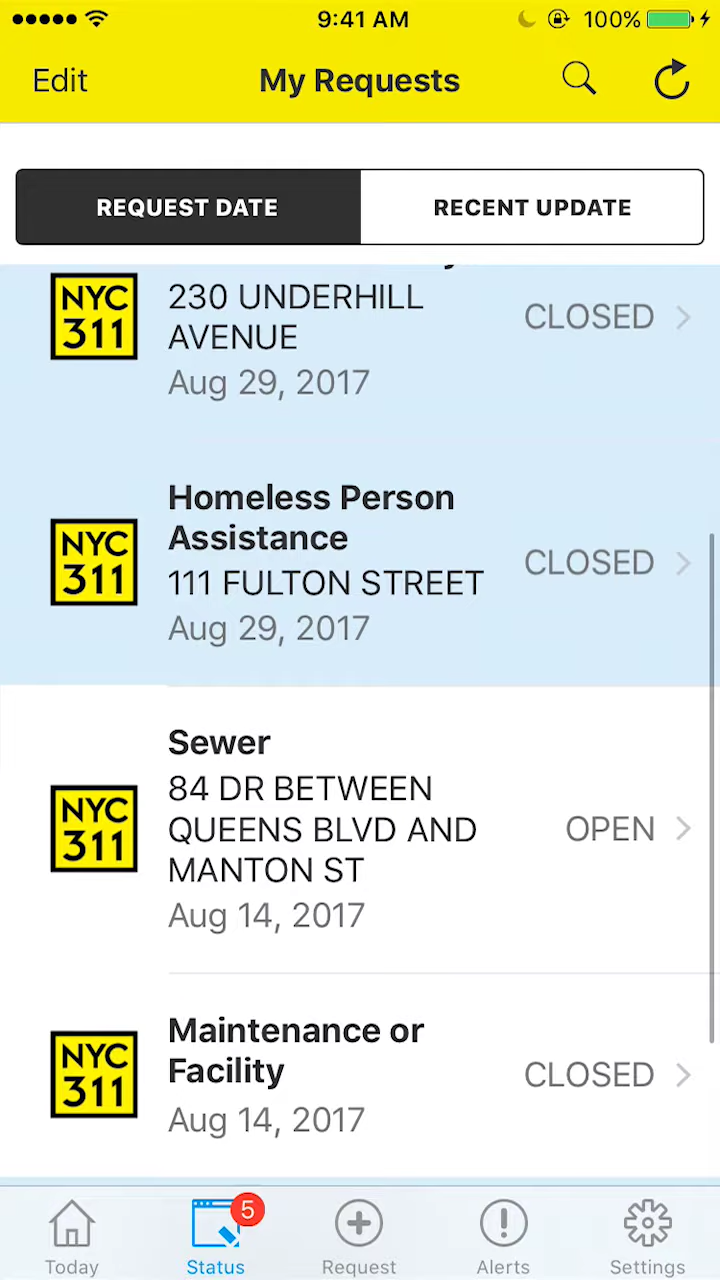 9:41 AM
100%
Edit
My Requests
REQUEST DATE
RECENT UPDATE
NYC
311
230 UNDERHILL
AVENUE
Aug 29, 2017
CLOSED
NYC
311
Homeless Person
Assistance
111 FULTON STREET
Aug 29, 2017
CLOSED
NYC
311
Sewer
84 DR BETWEEN
QUEENS BLVD AND
MANTON ST
Aug 14, 2017
OPEN
NYC
311
Maintenance or
Facility
Aug 14, 2017
CLOSED
Today
5
Status
Request
Alerts
Settings